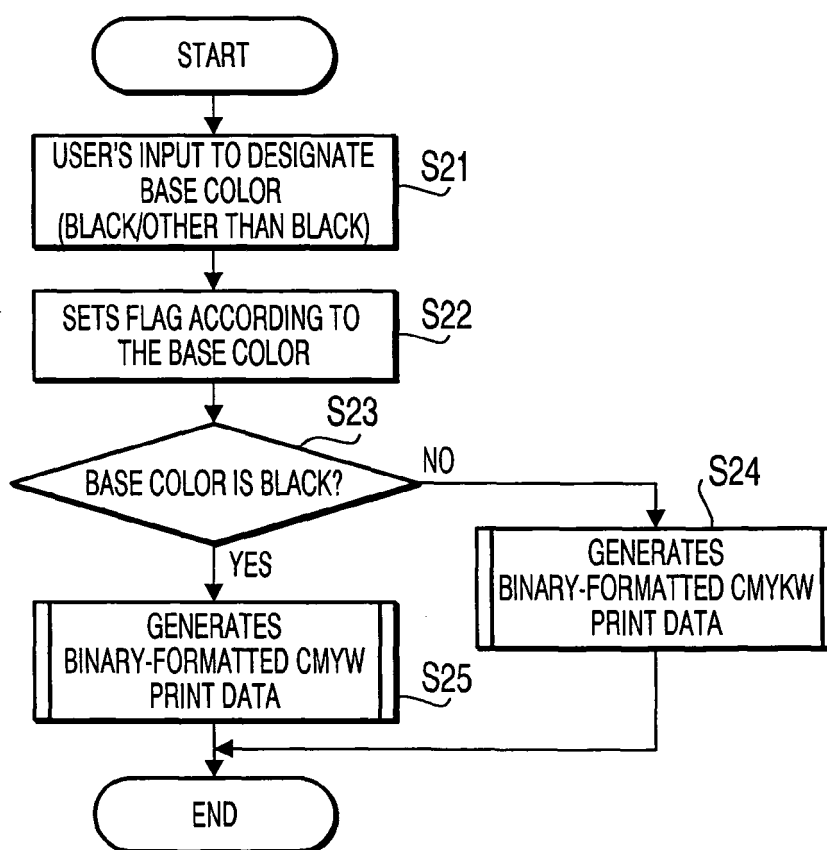 START
USER'S INPUT TO DESIGNATE
BASE COLOR
(BLACK/OTHER THAN BLACK)
S21
SETS FLAG ACCORDING TO
THE BASE COLOR
S22
S23
BASE COLOR IS BLACK?
NO
YES
S24
GENERATES
BINARY-FORMATTED CMYKW
PRINT DATA
GENERATES
BINARY-FORMATTED CMYW
PRINT DATA
S25
END